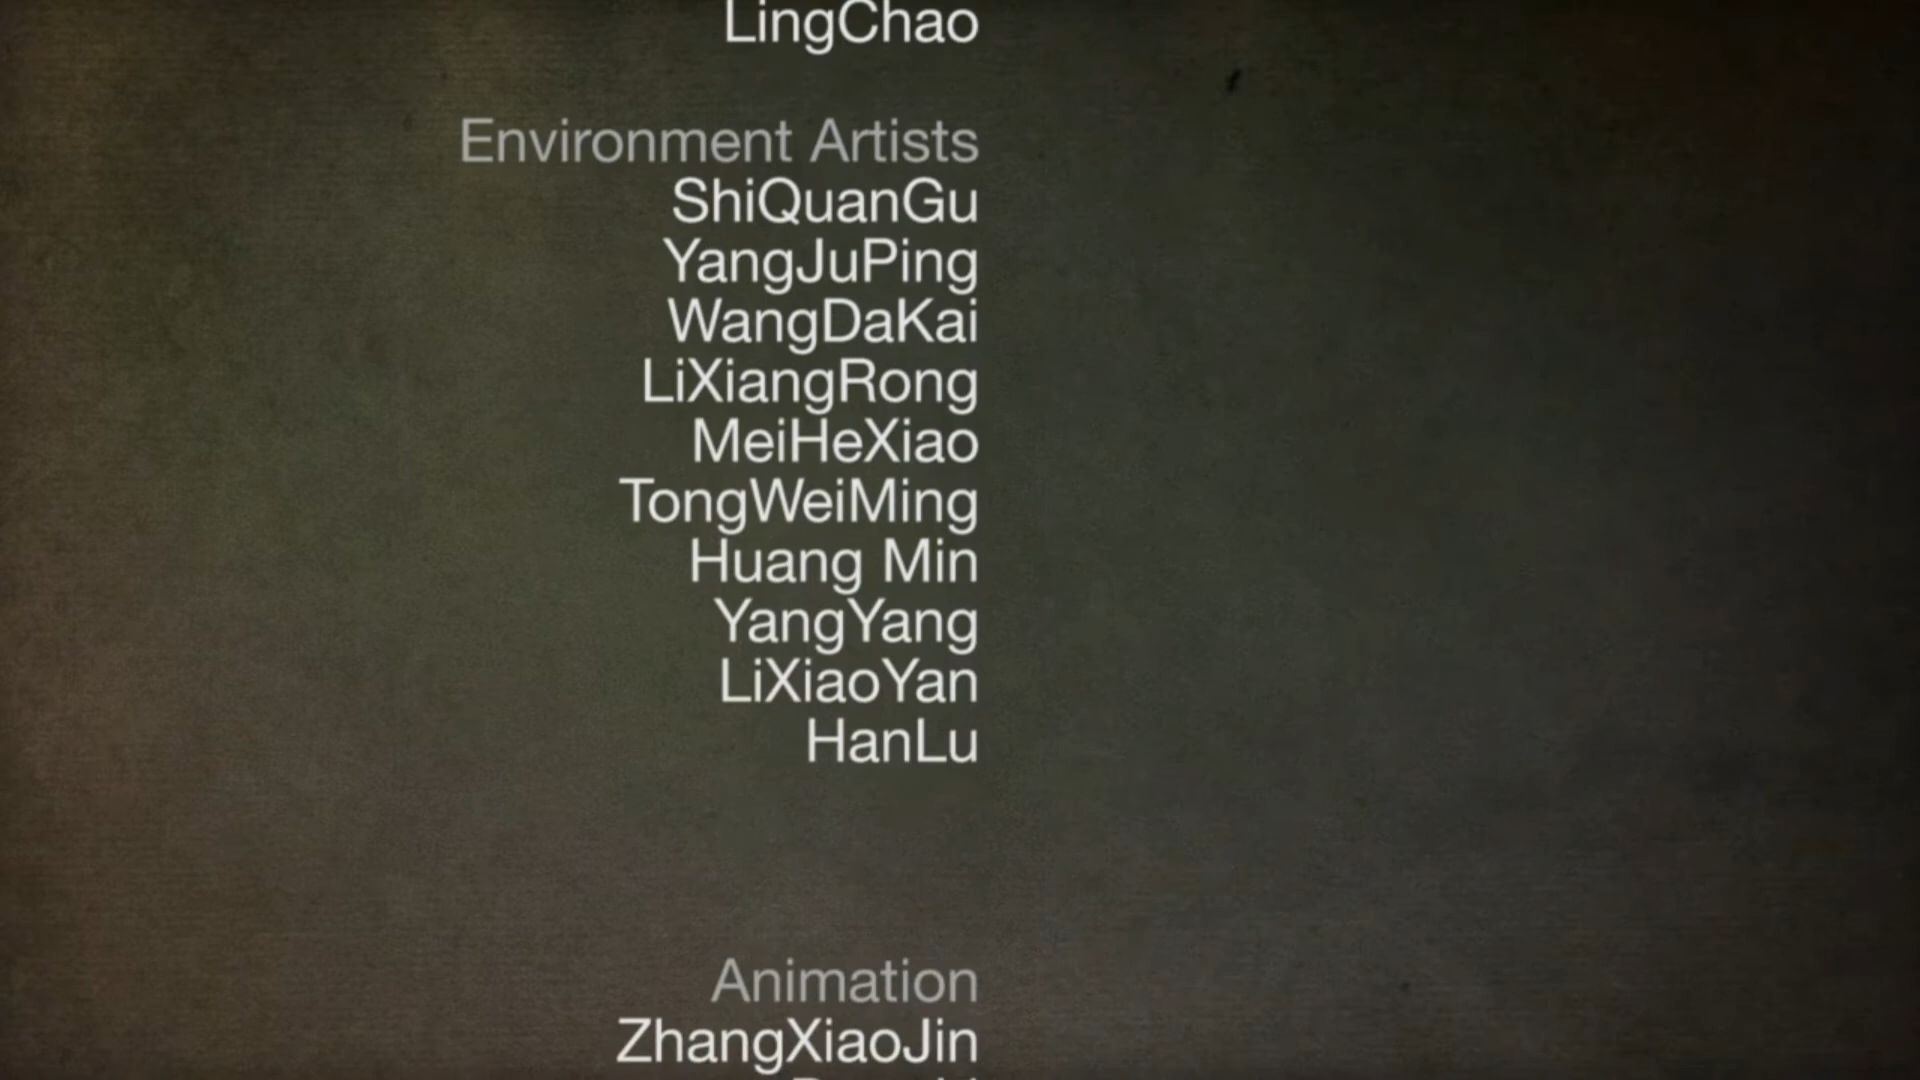 LingChao
Environment Artists
ShiQuanGu
YangJuPing
WangDaKai
LiXiangRong
MeiHeXiao
TongWeiMing
Huang Min
YangYang
LiXiaoYan
HanLu
Animation
ZhangXiaoJin